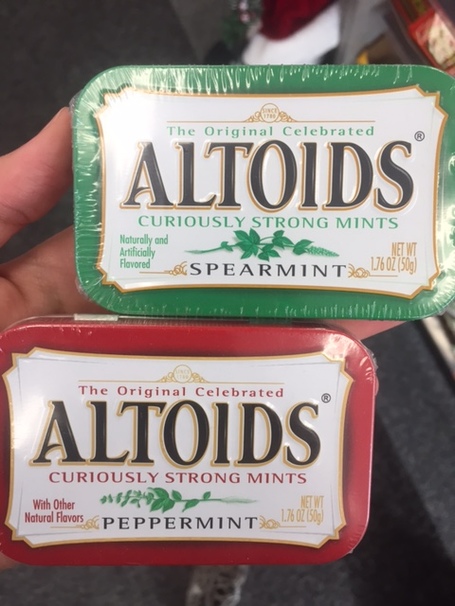 SINCE
1780
The Original Celebrated
ALTOIDS®
CURIOUSLY STRONG MINTS
Naturally and
Artificially
Flavored
SPEARMINT
NET WT
1.76 OZ (50g)
The Original Celebrated
ALTOIDS®
CURIOUSLY STRONG MINTS
With Other
Natural Flavors
PEPPERMINT
NET WT
1.76 OZ (50g)